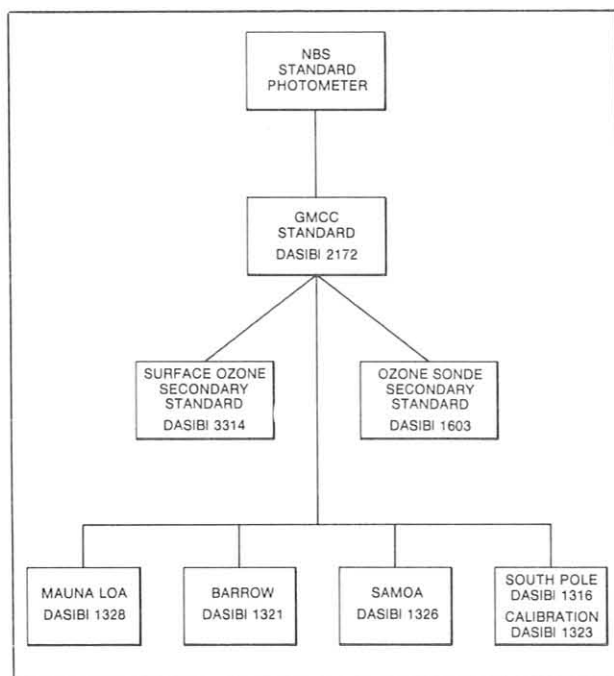 NBS
STANDARD
PHOTOMETER
GMCC
STANDARD
DASIBI 2172
SURFACE OZONE
SECONDARY
STANDARD
DASIBI 3314
OZONE SONDE
SECONDARY
STANDARD
DASIBI 1603
MAUNA LOA
DASIBI 1328
BARROW
DASIBI 1321
SAMOA
DASIBI 1326
SOUTH POLE
DASIBI 1316
CALIBRATION
DASIBI 1323